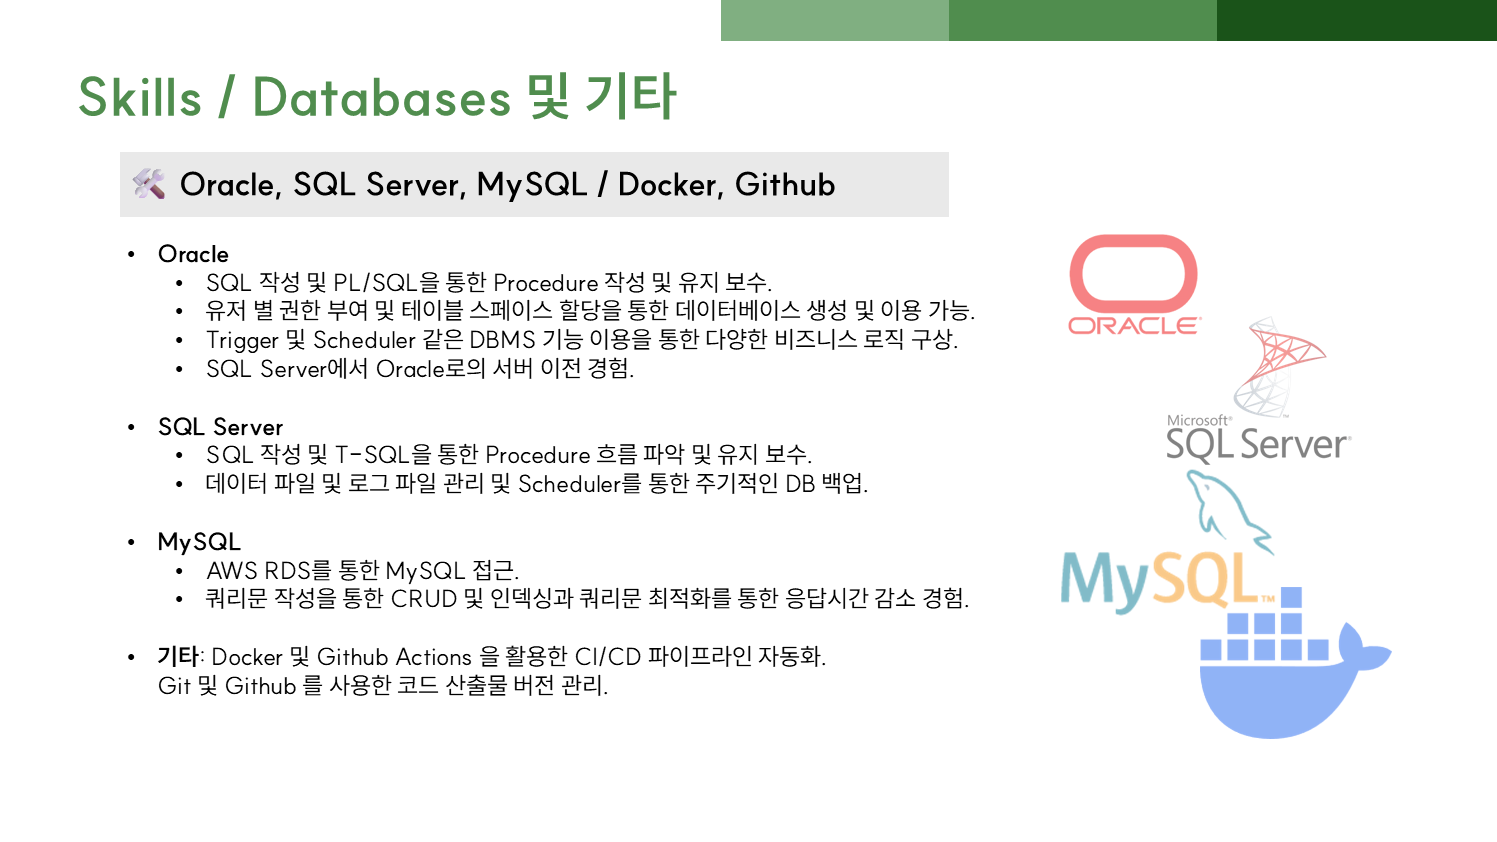 Skills / Databases 및 기타
Oracle, SQL Server, MySQL / Docker, Github
• Oracle
• SQL 작성 및 PL/SQL을 통한 Procedure 작성 및 유지 보수.
• 유저 별 권한 부여 및 테이블 스페이스 할당을 통한 데이터베이스 생성 및 이용 가능.
• Trigger 및 Scheduler 같은 DBMS 기능 이용을 통한 다양한 비즈니스 로직 구상.
• SQL Server에서 Oracle로의 서버 이전 경험.
• SQL Server
• SQL 작성 및 T-SQL을 통한 Procedure 흐름 파악 및 유지 보수.
• 데이터 파일 및 로그 파일 관리 및 Scheduler를 통한 주기적인 DB 백업.
• MySQL
• AWS RDS를 통한 MySQL 접근.
• 쿼리문 작성을 통한 CRUD 및 인덱싱과 쿼리문 최적화를 통한 응답시간 감소 경험.
• 기타: Docker 및 Github Actions 을 활용한 CI/CD 파이프라인 자동화.
Git 및 Github 를 사용한 코드 산출물 버전 관리.
ORACLE
Microsoft®
SQL Server
MySQL™